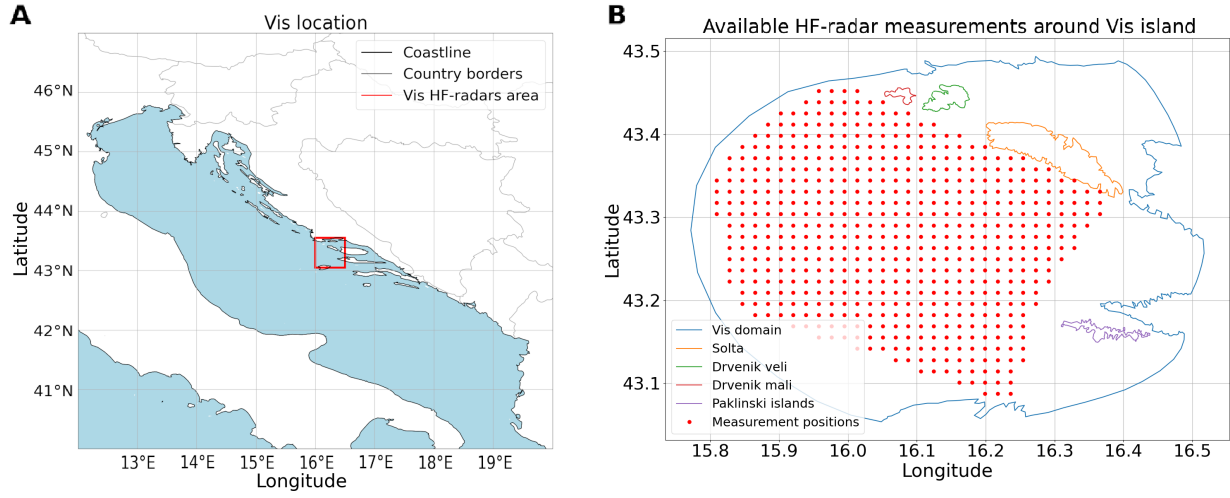 A
Vis location
Coastline
Country borders
Vis HF-radars area
46°N
45°N
44°N
43°N
42°N
41°N
Latitude
13°E 14°E 15°E 16°E 17°E 18°E 19°E
Longitude
B
Available HF-radar measurements around Vis island
43.5
43.4
43.3
43.2
43.1
Latitude
Vis domain
Solta
Drvenik veli
Drvenik mali
Paklinski islands
Measurement positions
15.8 15.9 16.0 16.1 16.2 16.3 16.4 16.5
Longitude